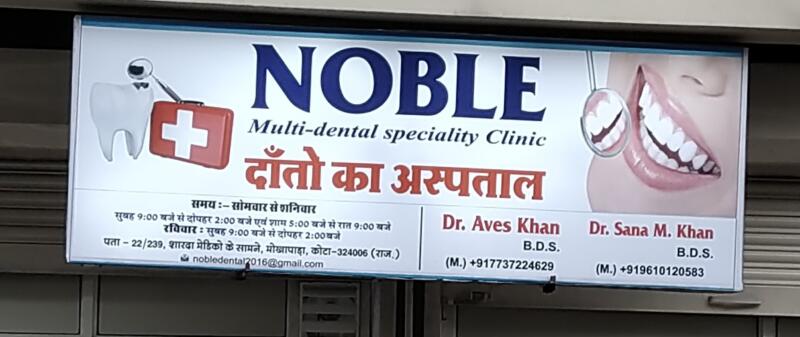 NOBLE
Multi-dental speciality Clinic
दाँतो का अस्पताल
समय :– सोमवार से शनिवार
सुबह 9:00 बजे से दोपहर 2:00 बजे एवं शाम 5:00 बजे से रात 9:00 बजे
रविवार : सुबह 9:00 बजे से दोपहर 2:00बजे
पता – 22/239, शारदा मेडिको के सामने, मोखापाड़ा, कोटा-324006 (राज.)
nobledental2016@gmail.com
Dr. Aves Khan
B.D.S.
(M.) +917737224629
Dr. Sana M. Khan
B.D.S.
(M.) +919610120583